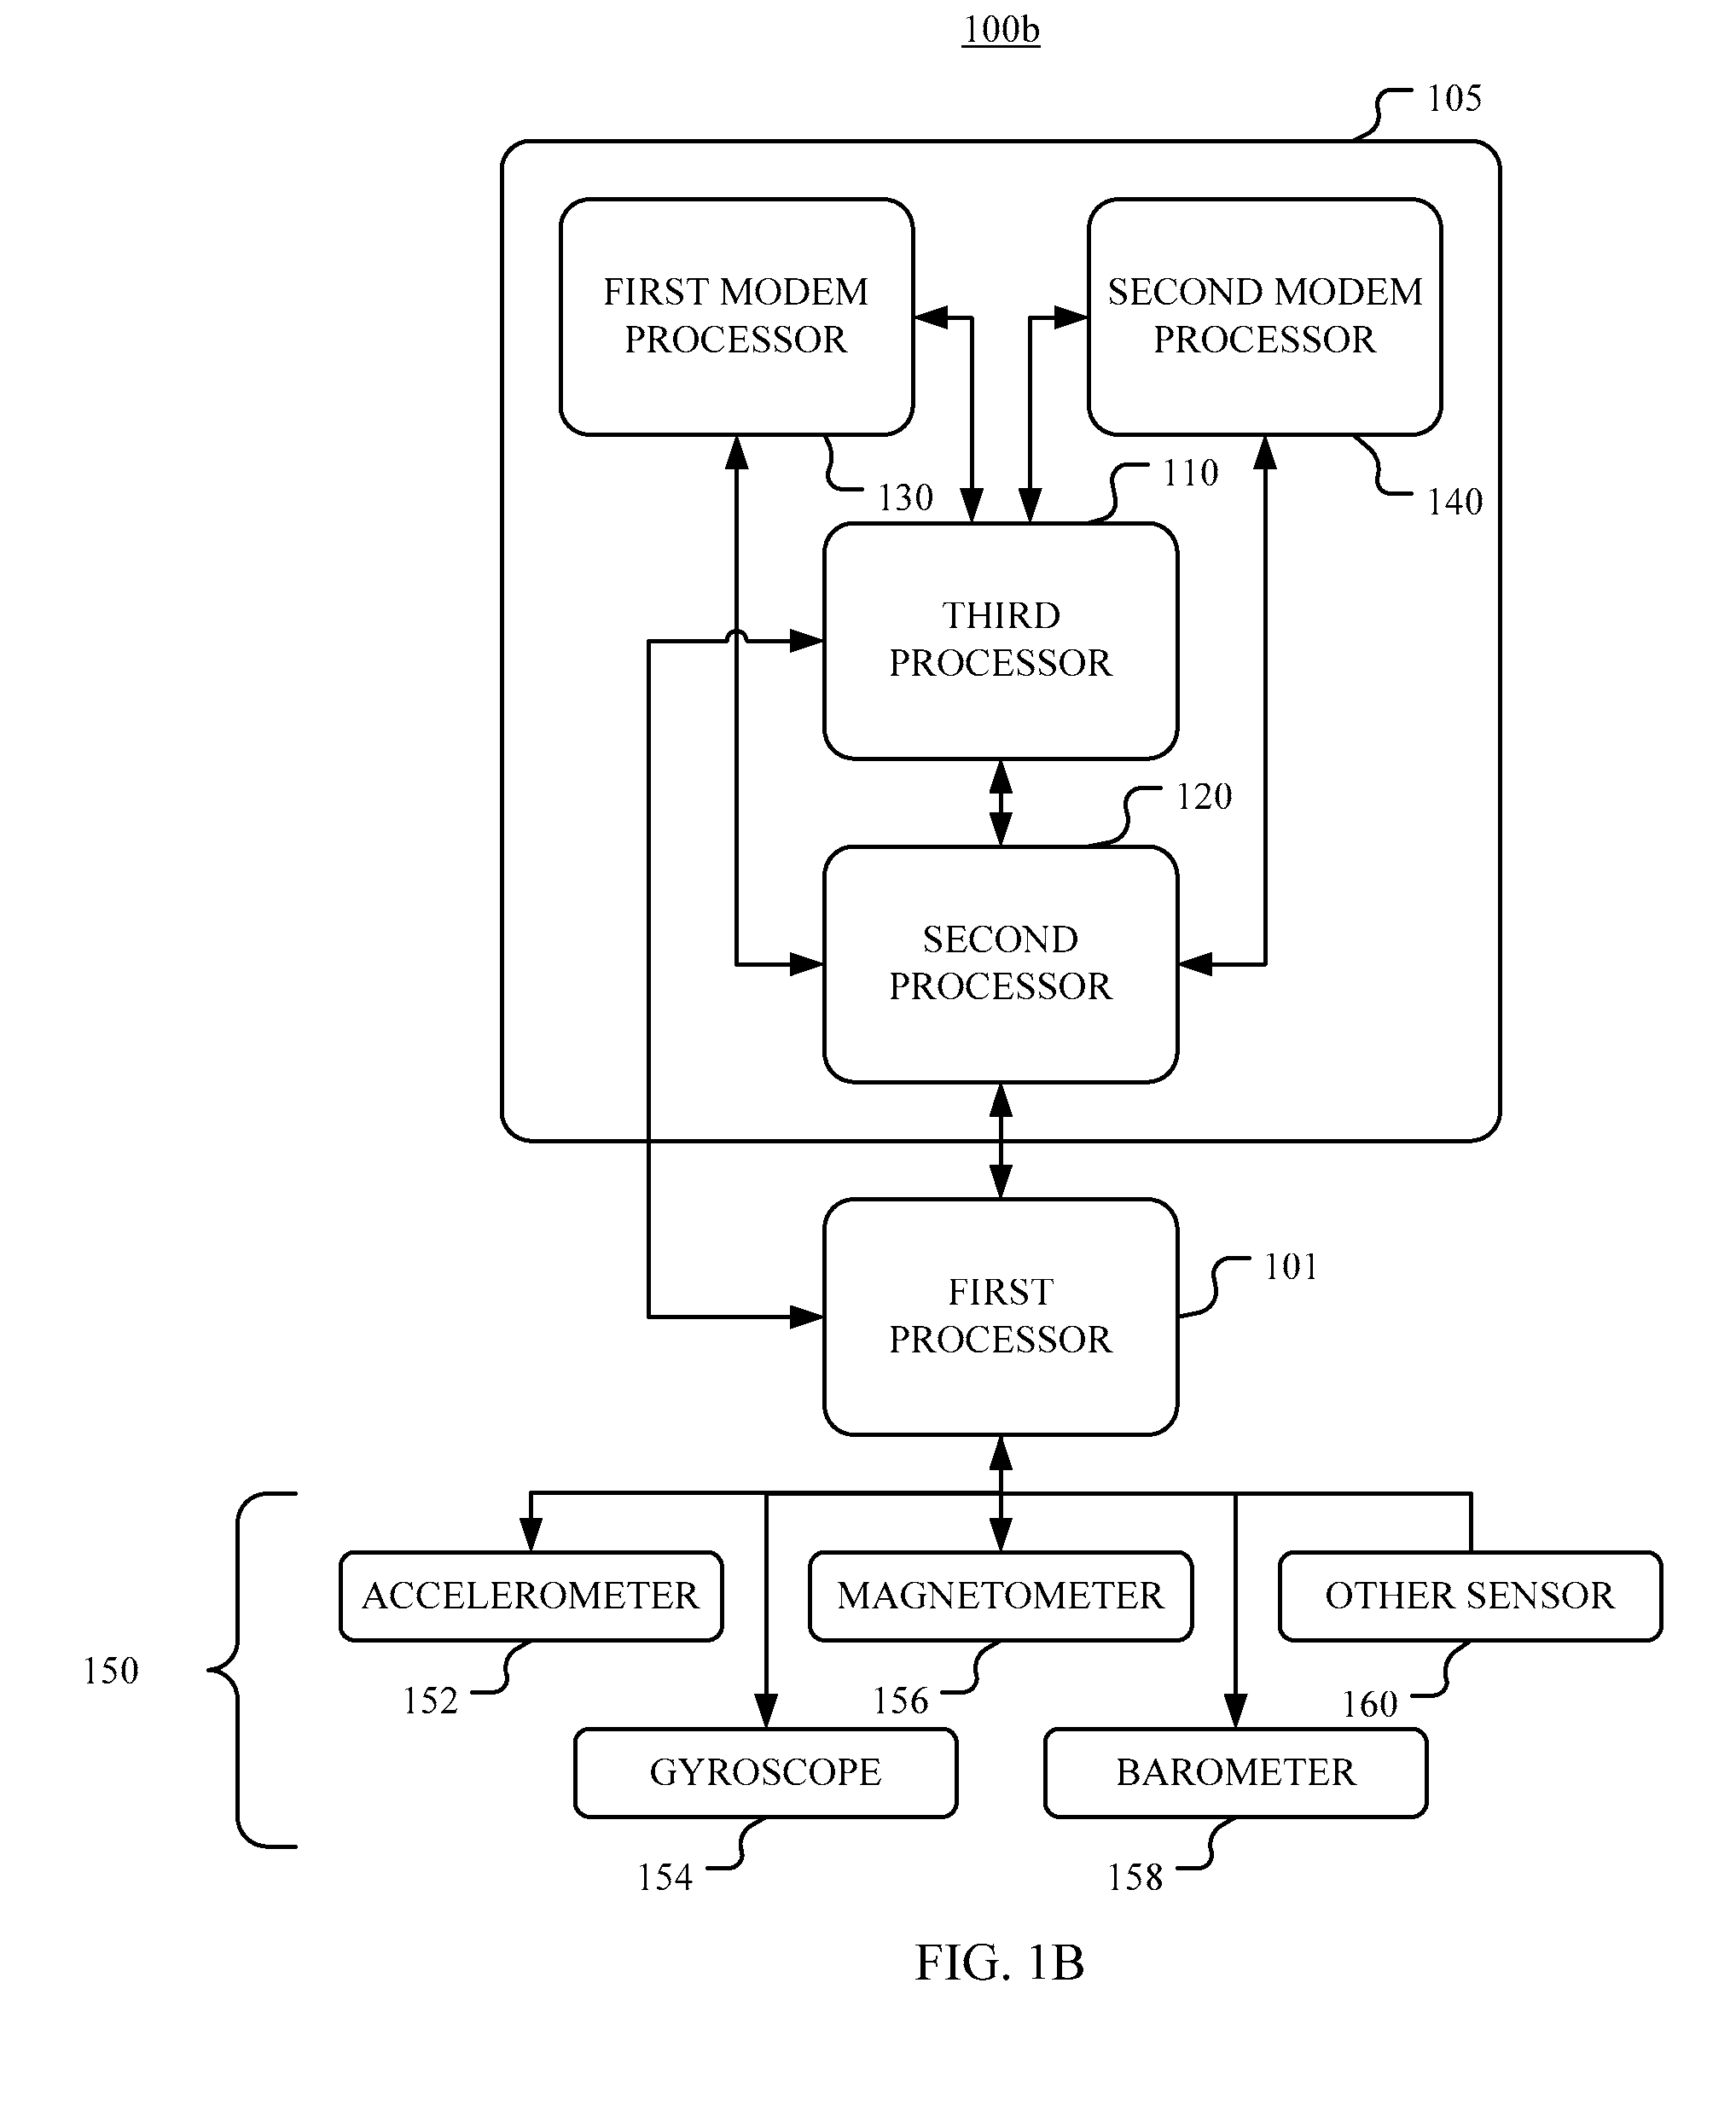 100b
105
FIRST MODEM
PROCESSOR
SECOND MODEM
PROCESSOR
130
110
140
THIRD
PROCESSOR
120
SECOND
PROCESSOR
101
FIRST
PROCESSOR
150
ACCELEROMETER
MAGNETOMETER
OTHER SENSOR
152
156
160
GYROSCOPE
BAROMETER
154
158
FIG. 1B